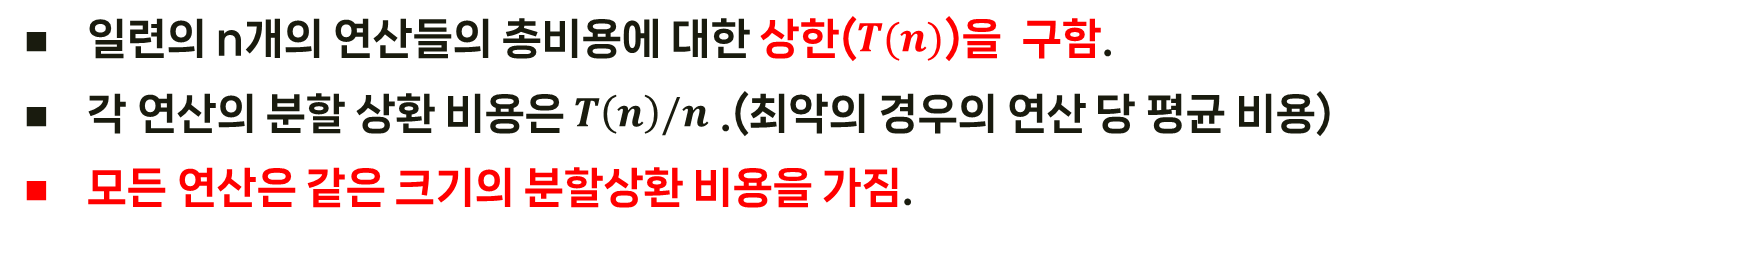 ▪ 일련의 n개의 연산들의 총비용에 대한 상한(T(n))을 구함.
▪ 각 연산의 분할 상환 비용은 T(n)/n .(최악의 경우의 연산 당 평균 비용)
▪ 모든 연산은 같은 크기의 분할상환 비용을 가짐.